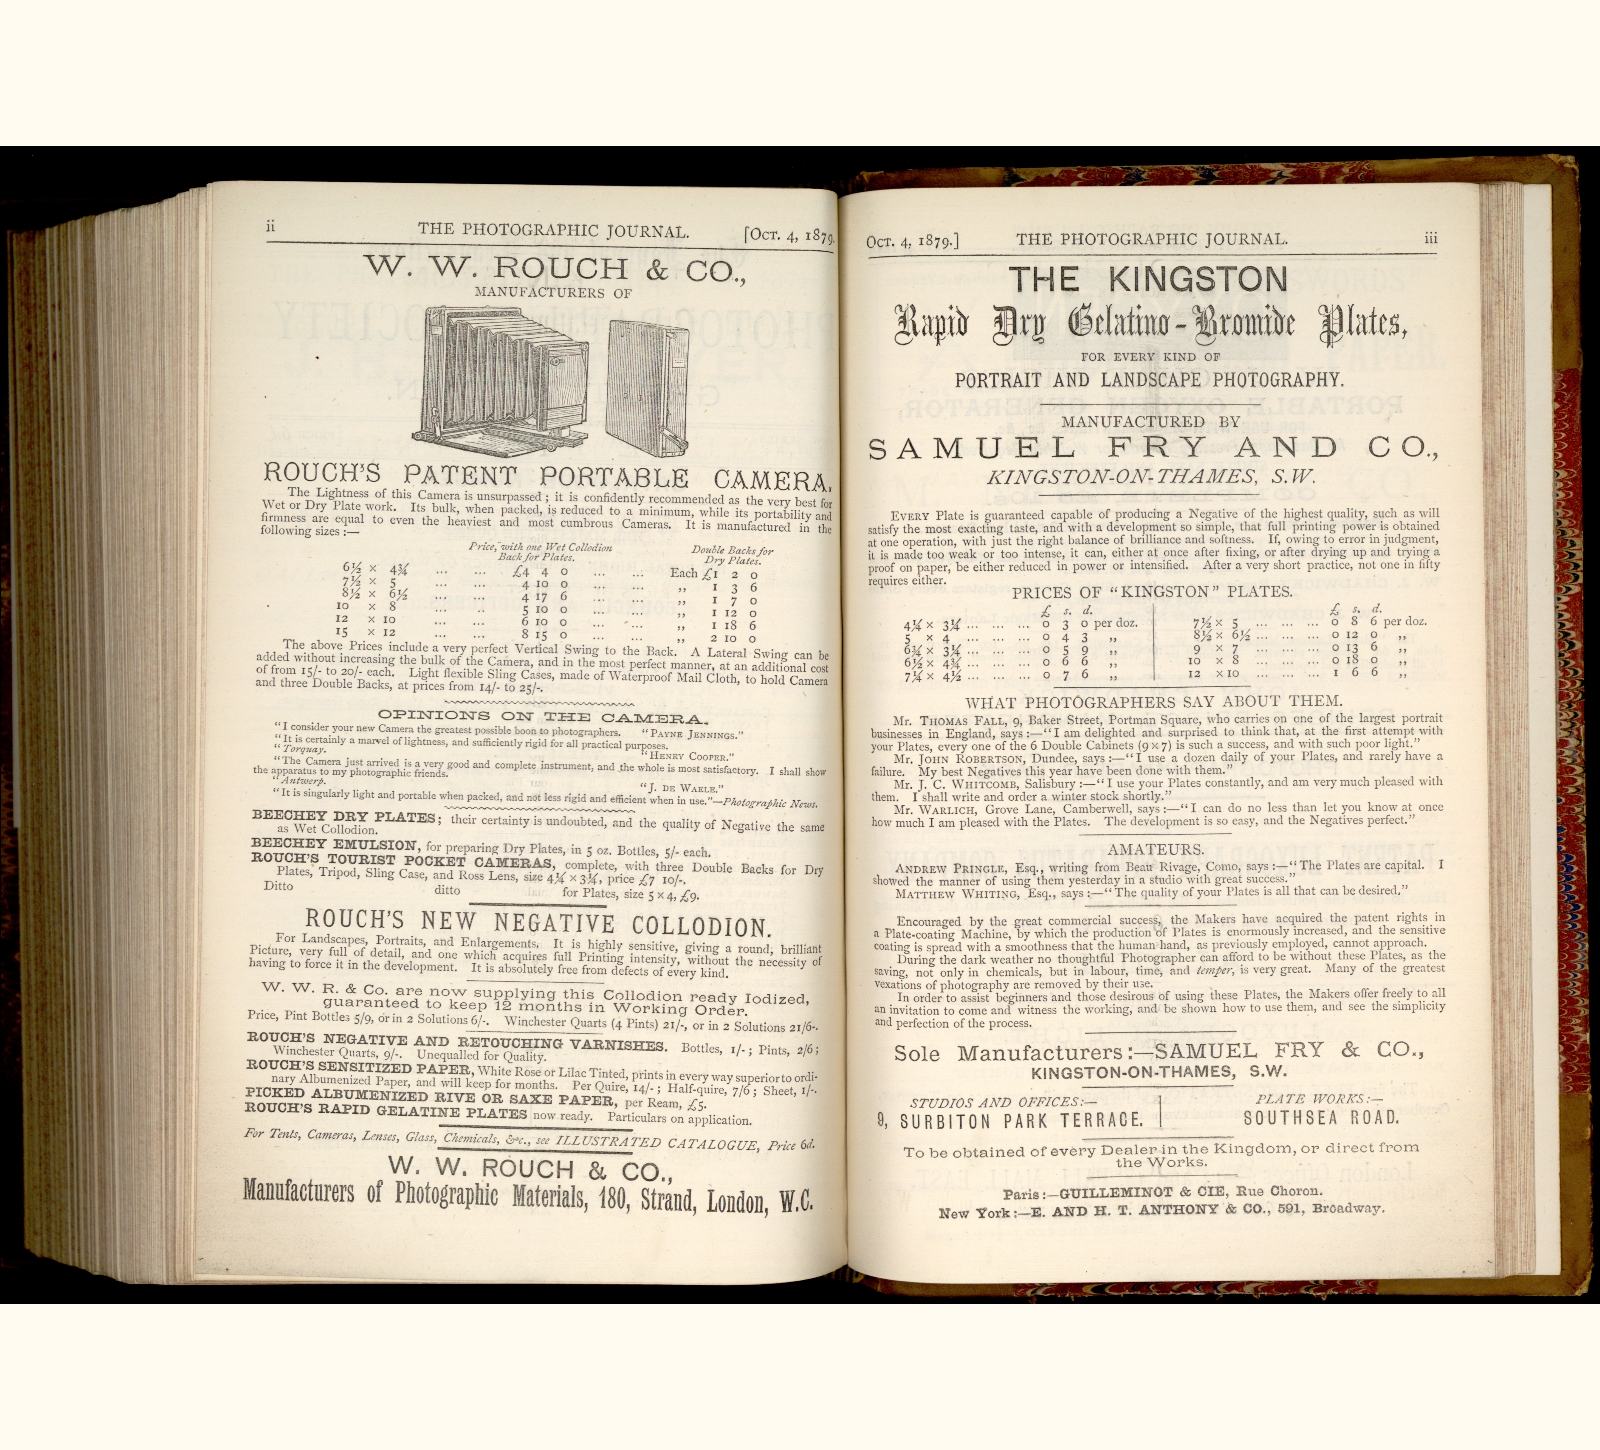 ii THE PHOTOGRAPHIC JOURNAL. [Oct. 4, 1879.
W. W. ROUCH & CO.,
MANUFACTURERS OF
ROUCH'S PATENT PORTABLE CAMERA.
The Lightness of this Camera is unsurpassed; it is confidently recommended as the very best for
Wet or Dry Plate work. Its bulk, when packed, is reduced to a minimum, while its portability and
firmness are equal to even the heaviest and most cumbrous Cameras. It is manufactured in the
following sizes :—
Price, with one Wet Collodion Double Backs for
Back for Plates. Dry Plates.
6½ × 4¾ ... ... £4 4 0 ... ... Each £1 2 0
7½ × 5 ... ... 4 10 0 ... ... „ 1 3 6
8½ × 6½ ... ... 4 17 6 ... ... „ 1 7 0
10 × 8 ... .. 5 10 0 ... ... „ 1 12 0
12 × 10 ... ... 6 10 0 ... ... „ 1 18 6
15 × 12 ... ... 8 15 0 ... ... „ 2 10 0
The above Prices include a very perfect Vertical Swing to the Back. A Lateral Swing can be
added without increasing the bulk of the Camera, and in the most perfect manner, at an additional cost
of from 15/- to 20/- each. Light flexible Sling Cases, made of Waterproof Mail Cloth, to hold Camera
and three Double Backs, at prices from 14/- to 25/-.
OPINIONS ON THE CAMERA.
"I consider your new Camera the greatest possible boon to photographers. "PAYNE JENNINGS."
"It is certainly a marvel of lightness, and sufficiently rigid for all practical purposes.
"Torquay. "HENRY COOPER."
"The Camera just arrived is a very good and complete instrument, and the whole is most satisfactory. I shall show
the apparatus to my photographic friends.
"Antwerp. "J. DE WAELE."
"It is singularly light and portable when packed, and not less rigid and efficient when in use."—Photographic News.
BEECHEY DRY PLATES; their certainty is undoubted, and the quality of Negative the same
as Wet Collodion.
BEECHEY EMULSION, for preparing Dry Plates, in 5 oz. Bottles, 5/- each.
ROUCH'S TOURIST POCKET CAMERAS, complete, with three Double Backs for Dry
Plates, Tripod, Sling Case, and Ross Lens, size 4¼ × 3¼, price £7 10/-.
Ditto ditto for Plates, size 5 × 4, £9.
ROUCH'S NEW NEGATIVE COLLODION.
For Landscapes, Portraits, and Enlargements. It is highly sensitive, giving a round, brilliant
Picture, very full of detail, and one which acquires full Printing intensity, without the necessity of
having to force it in the development. It is absolutely free from defects of every kind.
W. W. R. & Co. are now supplying this Collodion ready Iodized,
guaranteed to keep 12 months in Working Order.
Price, Pint Bottles 5/9, or in 2 Solutions 6/-. Winchester Quarts (4 Pints) 21/-, or in 2 Solutions 21/6-.
ROUCH'S NEGATIVE AND RETOUCHING VARNISHES. Bottles, 1/-; Pints, 2/6;
Winchester Quarts, 9/-. Unequalled for Quality.
ROUCH'S SENSITIZED PAPER, White Rose or Lilac Tinted, prints in every way superior to ordi-
nary Albumenized Paper, and will keep for months. Per Quire, 14/-; Half-quire, 7/6; Sheet, 1/-.
PICKED ALBUMENIZED RIVE OR SAXE PAPER, per Ream, £5.
ROUCH'S RAPID GELATINE PLATES now ready. Particulars on application.
For Tents, Cameras, Lenses, Glass, Chemicals, &c., see ILLUSTRATED CATALOGUE, Price 6d.
W. W. ROUCH & CO.,
Manufacturers of Photographic Materials, 180, Strand, London, W.C.
Oct. 4, 1879.] THE PHOTOGRAPHIC JOURNAL. iii
THE KINGSTON
Rapid Dry Gelatino-Bromide Plates,
FOR EVERY KIND OF
PORTRAIT AND LANDSCAPE PHOTOGRAPHY.
MANUFACTURED BY
SAMUEL FRY AND CO.,
KINGSTON-ON-THAMES, S.W.
EVERY Plate is guaranteed capable of producing a Negative of the highest quality, such as will
satisfy the most exacting taste, and with a development so simple, that full printing power is obtained
at one operation, with just the right balance of brilliance and softness. If, owing to error in judgment,
it is made too weak or too intense, it can, either at once after fixing, or after drying up and trying a
proof on paper, be either reduced in power or intensified. After a very short practice, not one in fifty
requires either.
PRICES OF "KINGSTON" PLATES.
£ s. d. £ s. d.
4¼ × 3¼ ... ... ... 0 3 0 per doz. 7½ × 5 ... ... ... 0 8 6 per doz.
5 × 4 ... ... ... 0 4 3 „ 8½ × 6½ ... ... ... 0 12 0 „
6¾ × 3¼ ... ... ... 0 5 9 „ 9 × 7 ... ... ... 0 13 6 „
6½ × 4¾ ... ... ... 0 6 6 „ 10 × 8 ... ... ... 0 18 0 „
7¼ × 4½ ... ... ... 0 7 6 „ 12 × 10 ... ... ... 1 6 6 „
WHAT PHOTOGRAPHERS SAY ABOUT THEM.
Mr. THOMAS FALL, 9, Baker Street, Portman Square, who carries on one of the largest portrait
businesses in England, says :—"I am delighted and surprised to think that, at the first attempt with
your Plates, every one of the 6 Double Cabinets (9 × 7) is such a success, and with such poor light."
Mr. JOHN ROBERTSON, Dundee, says :—"I use a dozen daily of your Plates, and rarely have a
failure. My best Negatives this year have been done with them."
Mr. J. C. WHITCOMB, Salisbury :—"I use your Plates constantly, and am very much pleased with
them. I shall write and order a winter stock shortly."
Mr. WARLICH, Grove Lane, Camberwell, says :—"I can do no less than let you know at once
how much I am pleased with the Plates. The development is so easy, and the Negatives perfect."
AMATEURS.
ANDREW PRINGLE, Esq., writing from Beau Rivage, Como, says :—"The Plates are capital. I
showed the manner of using them yesterday in a studio with great success."
MATTHEW WHITING, Esq., says :—"The quality of your Plates is all that can be desired."
Encouraged by the great commercial success, the Makers have acquired the patent rights in
a Plate-coating Machine, by which the production of Plates is enormously increased, and the sensitive
coating is spread with a smoothness that the human hand, as previously employed, cannot approach.
During the dark weather no thoughtful Photographer can afford to be without these Plates, as the
saving, not only in chemicals, but in labour, time, and temper, is very great. Many of the greatest
vexations of photography are removed by their use.
In order to assist beginners and those desirous of using these Plates, the Makers offer freely to all
an invitation to come and witness the working, and be shown how to use them, and see the simplicity
and perfection of the process.
Sole Manufacturers:—SAMUEL FRY & CO.,
KINGSTON-ON-THAMES, S.W.
STUDIOS AND OFFICES:— PLATE WORKS:—
9, SURBITON PARK TERRACE. SOUTHSEA ROAD.
To be obtained of every Dealer in the Kingdom, or direct from
the Works.
Paris:—GUILLEMINOT & CIE, Rue Choron.
New York:—E. AND H. T. ANTHONY & CO., 591, Broadway.